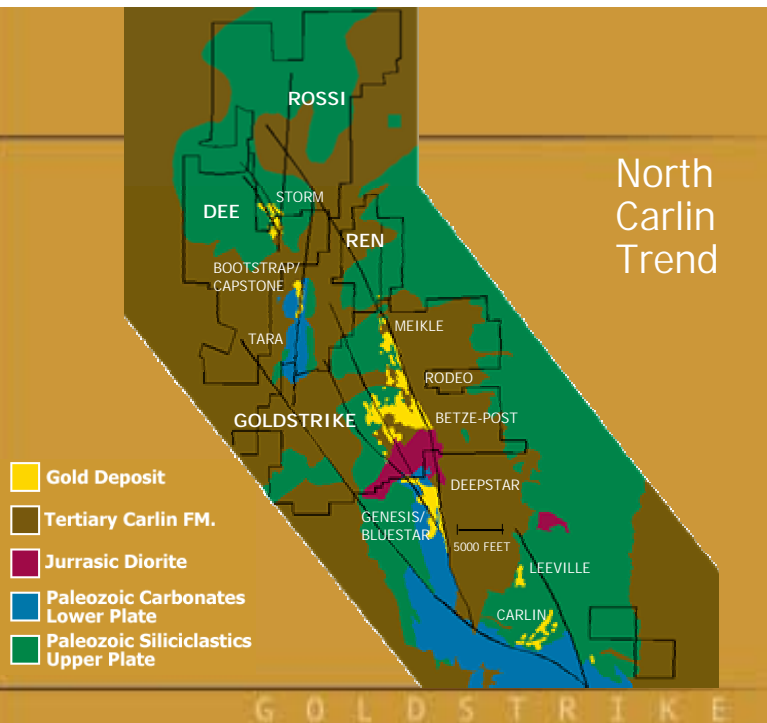 North
Carlin
Trend
ROSSI
STORM
DEE
REN
BOOTSTRAP/
CAPSTONE
MEIKLE
TARA
RODEO
GOLDSTRIKE
BETZE-POST
DEEPSTAR
GENESIS/
BLUESTAR
5000 FEET
LEEVILLE
CARLIN
Gold Deposit
Tertiary Carlin FM.
Jurrasic Diorite
Paleozoic Carbonates
Lower Plate
Paleozoic Siliciclastics
Upper Plate
GOLDSTRIKE